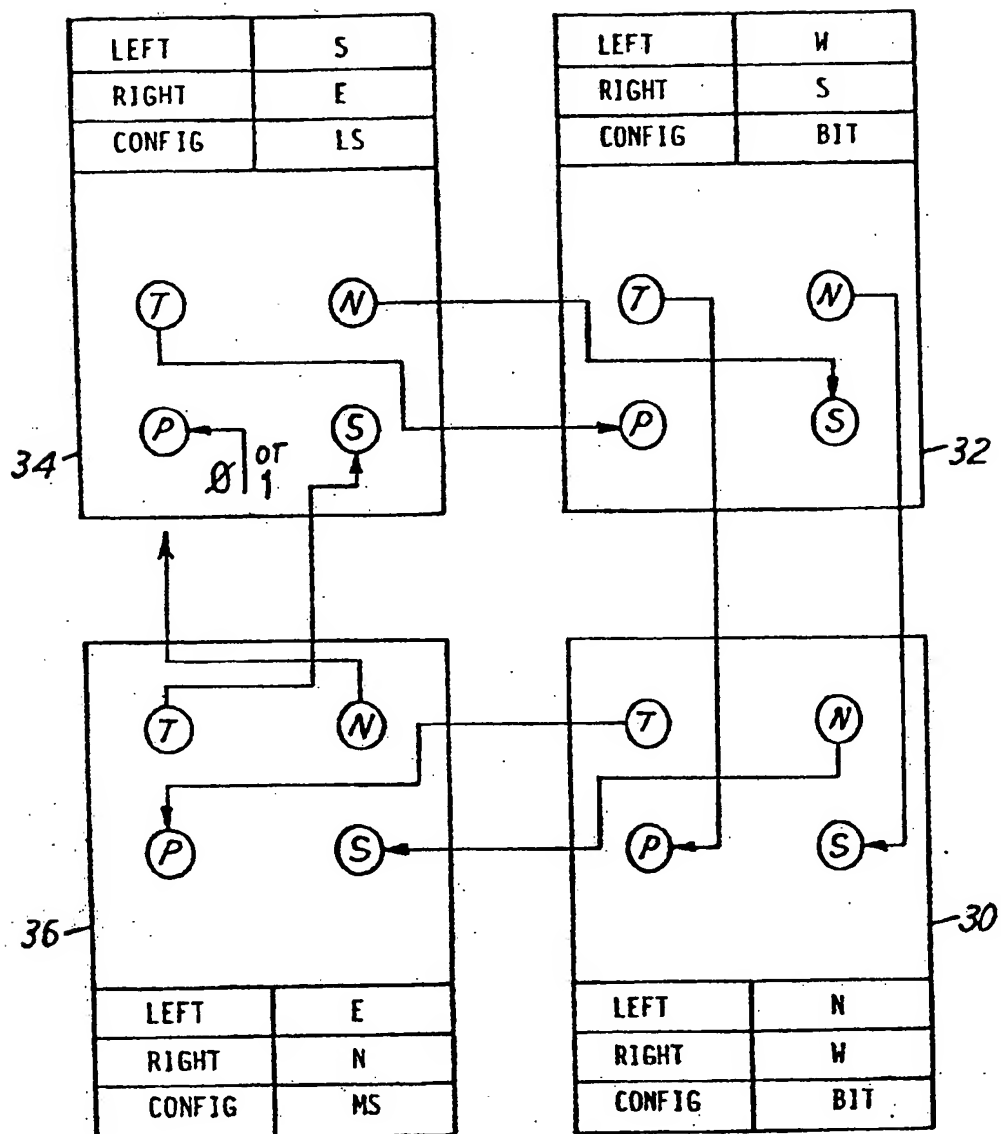 LEFT S
RIGHT E
CONFIG LS
LEFT W
RIGHT S
CONFIG BIT
T N
T N
P S
P S
Ø or 1
34
32
T N
T N
P S
P S
36
30
LEFT E
RIGHT N
CONFIG MS
LEFT N
RIGHT W
CONFIG BIT